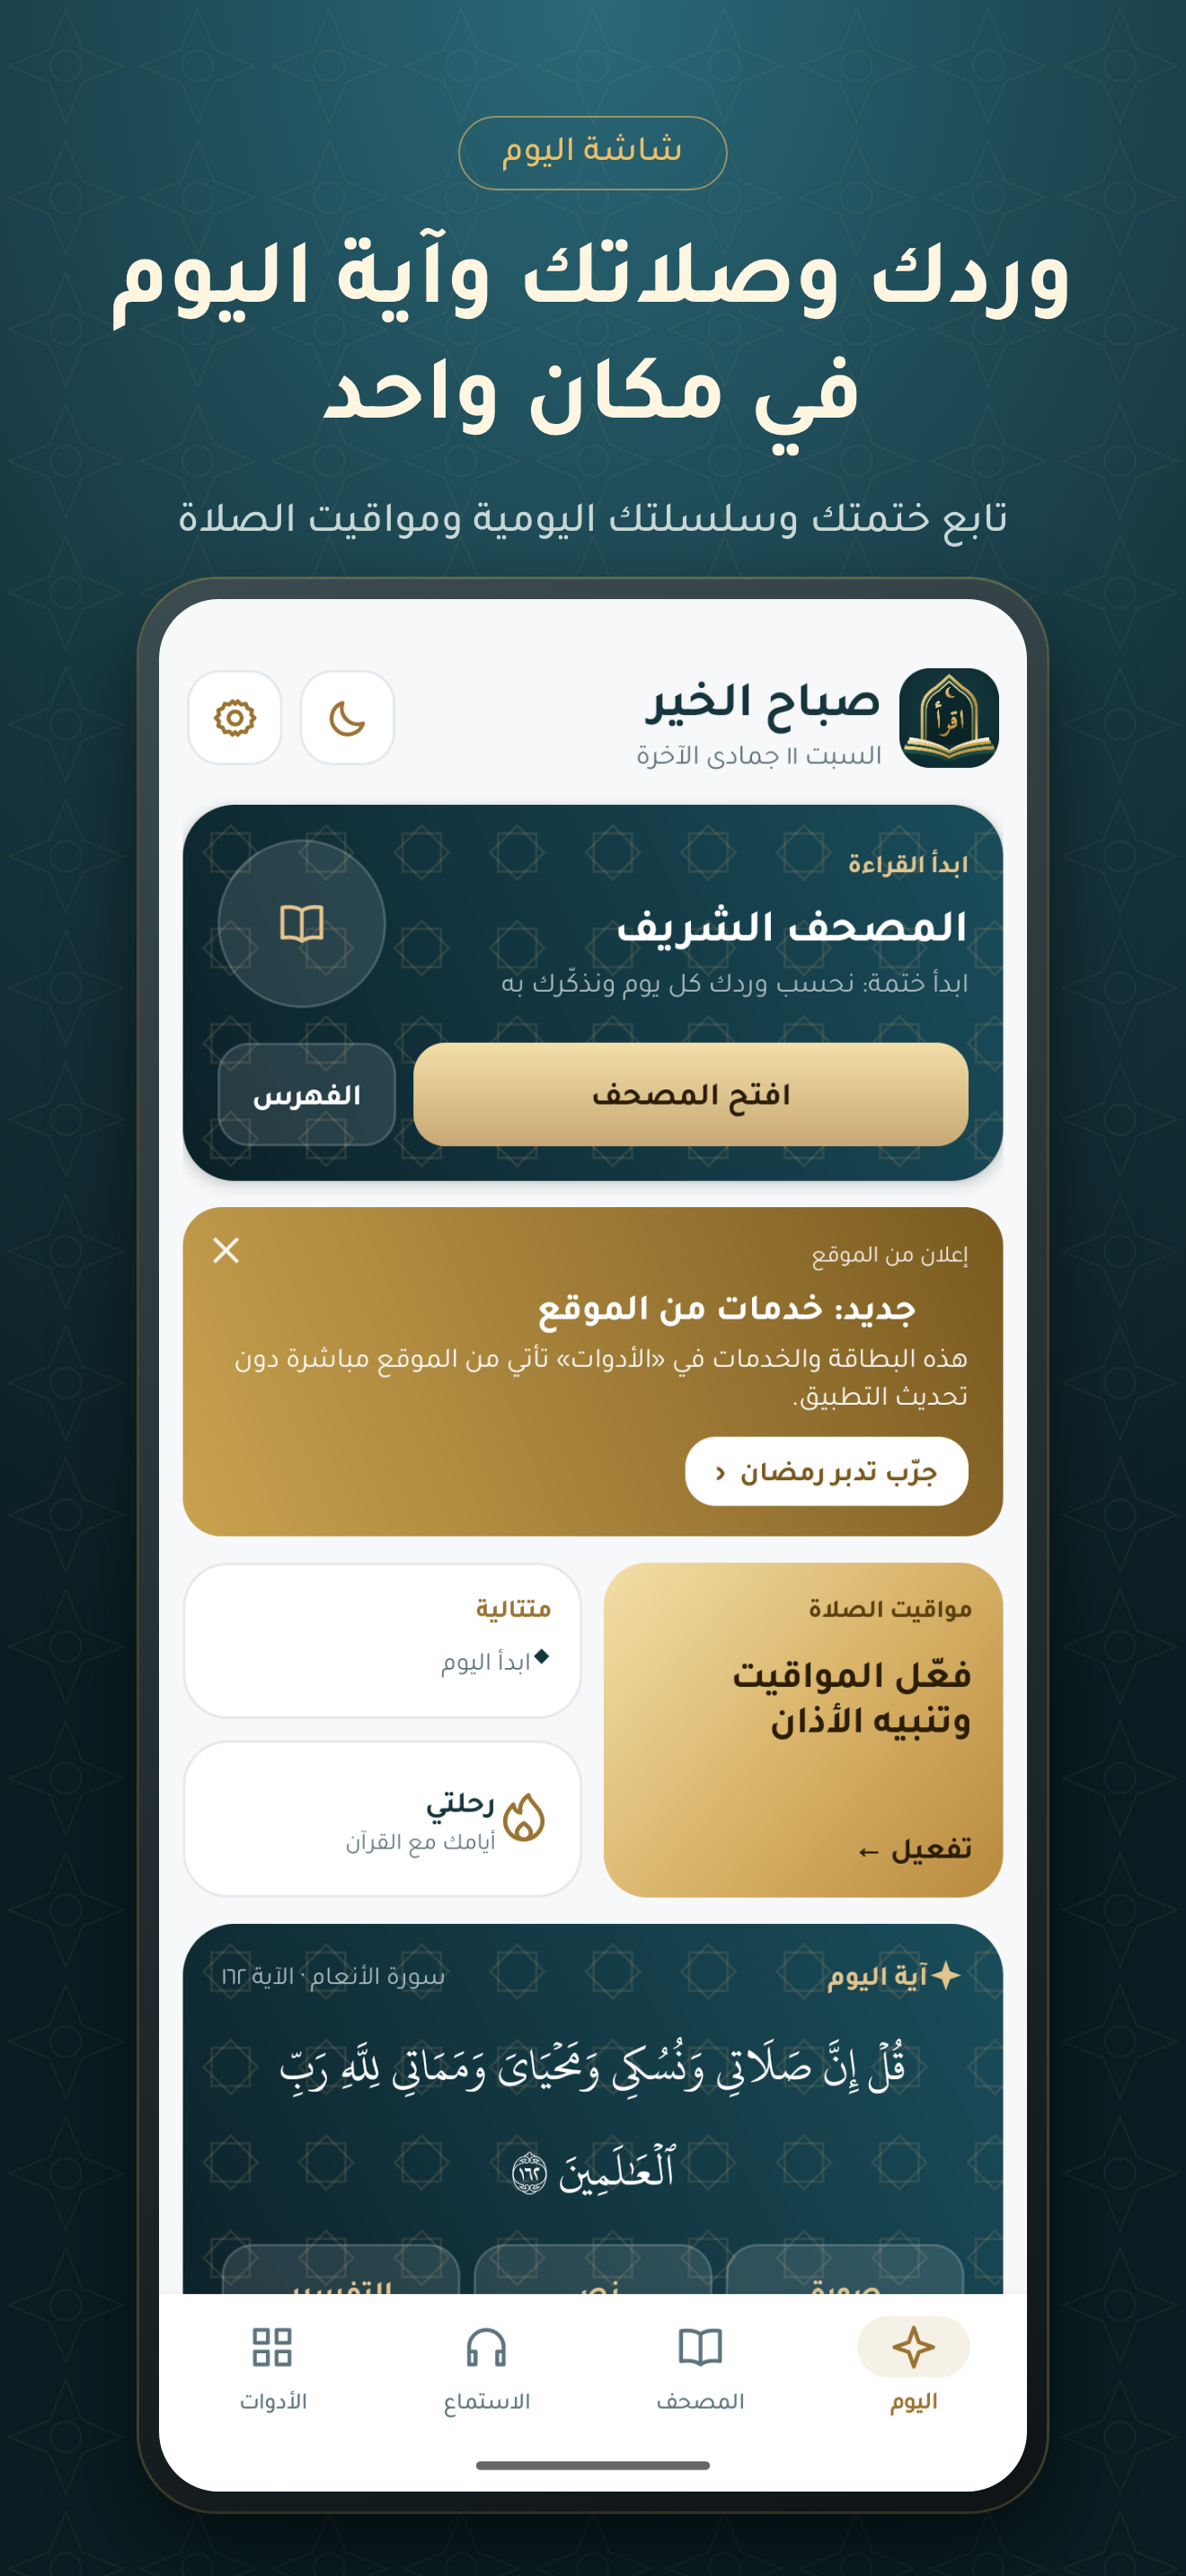 شاشة اليوم
وردك وصلاتك وآية اليوم
في مكان واحد
تابع ختمتك وسلسلتك اليومية ومواقيت الصلاة
اقرأ
صباح الخير
السبت ١١ جمادى الآخرة
ابدأ القراءة
المصحف الشريف
ابدأ ختمة: نحسب وردك كل يوم ونذكّرك به
افتح المصحف
الفهرس
إعلان من الموقع
جديد: خدمات من الموقع
هذه البطاقة والخدمات في «الأدوات» تأتي من الموقع مباشرة دون
تحديث التطبيق.
جرّب تدبر رمضان ›
مواقيت الصلاة
فعّل المواقيت
وتنبيه الأذان
تفعيل ←
متتالية
ابدأ اليوم
رحلتي
أيامك مع القرآن
آية اليوم
سورة الأنعام · الآية ١٦٢
قُلۡ إِنَّ صَلَاتِي وَنُسُكِي وَمَحۡيَايَ وَمَمَاتِي لِلَّهِ رَبِّ
ٱلۡعَٰلَمِينَ ١٦٢
صورة
نص
التفسير
اليوم
المصحف
الاستماع
الأدوات